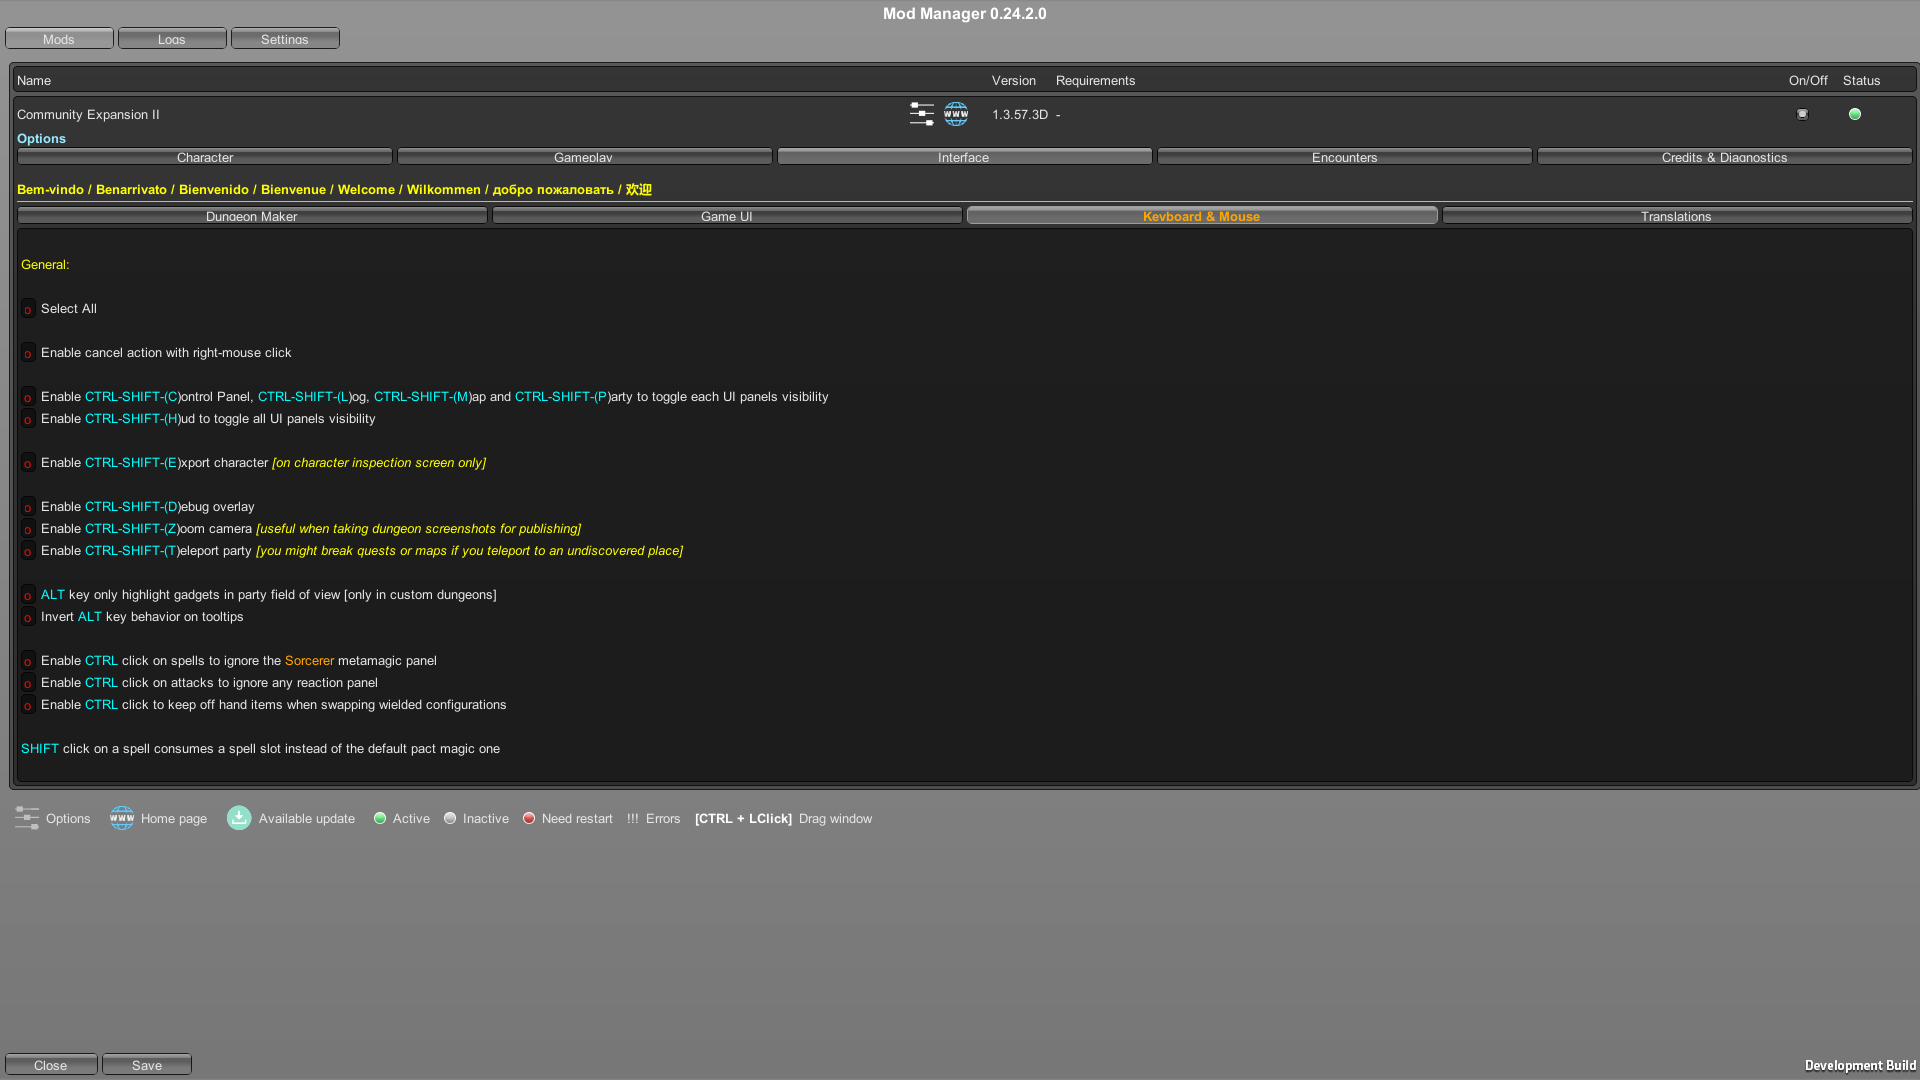 Mod Manager 0.24.2.0
Mods Logs Settings
Name Version Requirements On/Off Status
Community Expansion II WWW 1.3.57.3D -
Options
Character Gameplay Interface Encounters Credits & Diagnostics
Bem-vindo / Benarrivato / Bienvenido / Bienvenue / Welcome / Wilkommen / добро пожаловать / 欢迎
Dungeon Maker Game UI Keyboard & Mouse Translations
General:
o Select All
o Enable cancel action with right-mouse click
o Enable CTRL-SHIFT-(C)ontrol Panel, CTRL-SHIFT-(L)og, CTRL-SHIFT-(M)ap and CTRL-SHIFT-(P)arty to toggle each UI panels visibility
o Enable CTRL-SHIFT-(H)ud to toggle all UI panels visibility
o Enable CTRL-SHIFT-(E)xport character [on character inspection screen only]
o Enable CTRL-SHIFT-(D)ebug overlay
o Enable CTRL-SHIFT-(Z)oom camera [useful when taking dungeon screenshots for publishing]
o Enable CTRL-SHIFT-(T)eleport party [you might break quests or maps if you teleport to an undiscovered place]
o ALT key only highlight gadgets in party field of view [only in custom dungeons]
o Invert ALT key behavior on tooltips
o Enable CTRL click on spells to ignore the Sorcerer metamagic panel
o Enable CTRL click on attacks to ignore any reaction panel
o Enable CTRL click to keep off hand items when swapping wielded configurations
SHIFT click on a spell consumes a spell slot instead of the default pact magic one
Options WWW Home page Available update Active Inactive Need restart !!! Errors [CTRL + LClick] Drag window
Close Save
Development Build